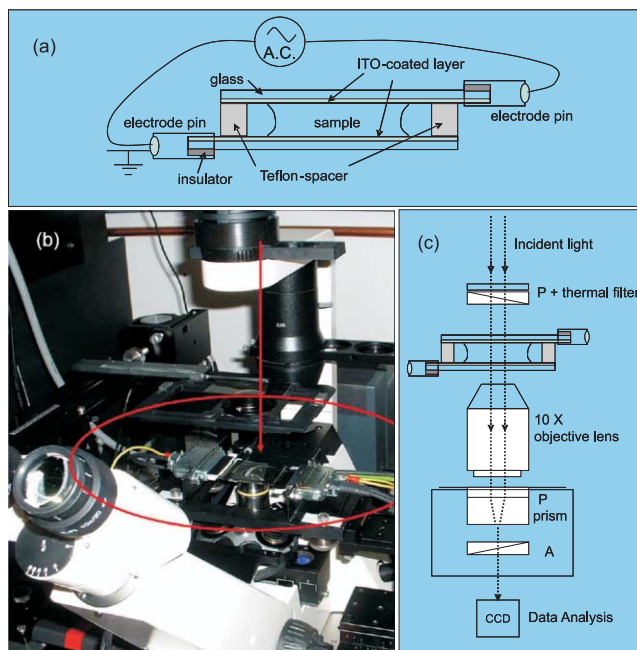 (a)
A.C.
ITO-coated layer
glass
electrode pin
sample
electrode pin
insulator
Teflon-spacer
(b)
(c)
Incident light
P + thermal filter
10 X
objective lens
P
prism
A
CCD
Data Analysis